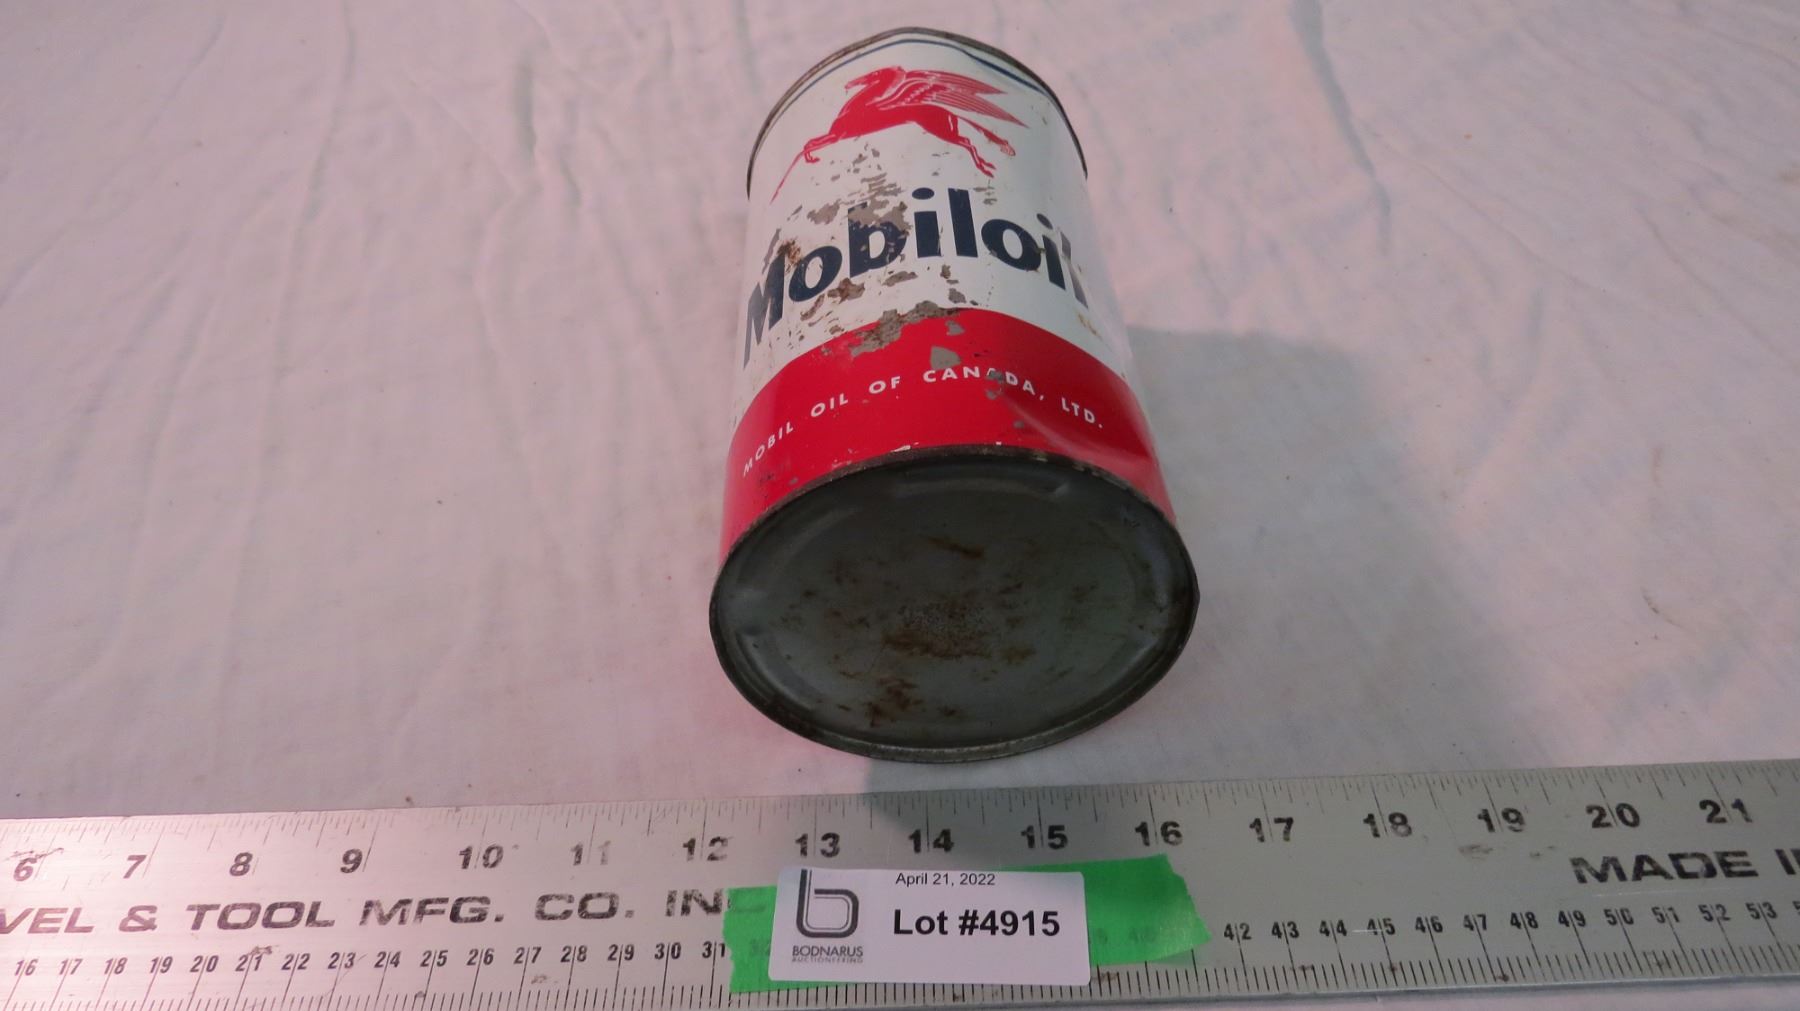 Mobiloil
MOBIL OIL OF CANADA, LTD.
6 7 8 9 10 11 12 13 14 15 16 17 18 19 20 21
MADE
& TOOL MFG. CO.
April 21, 2022
Lot #4915
BODNARUS
AUCTIONEERING
16 17 18 19 20 21 22 23 24 25 26 27 28 29 30 31 42 43 44 45 46 47 48 49 50 51 52 53